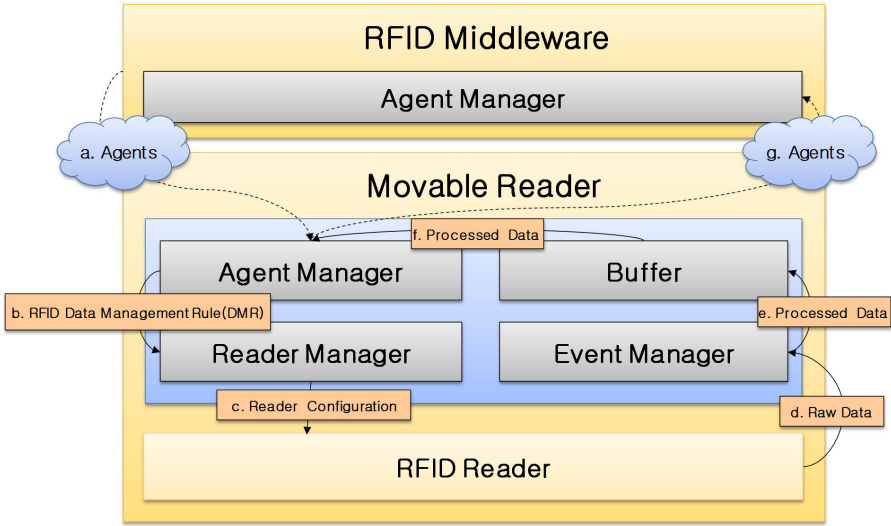 RFID Middleware
Agent Manager
a. Agents
g. Agents
Movable Reader
f. Processed Data
Agent Manager
Buffer
b. RFID Data Management Rule(DMR)
e. Processed Data
Reader Manager
Event Manager
c. Reader Configuration
d. Raw Data
RFID Reader